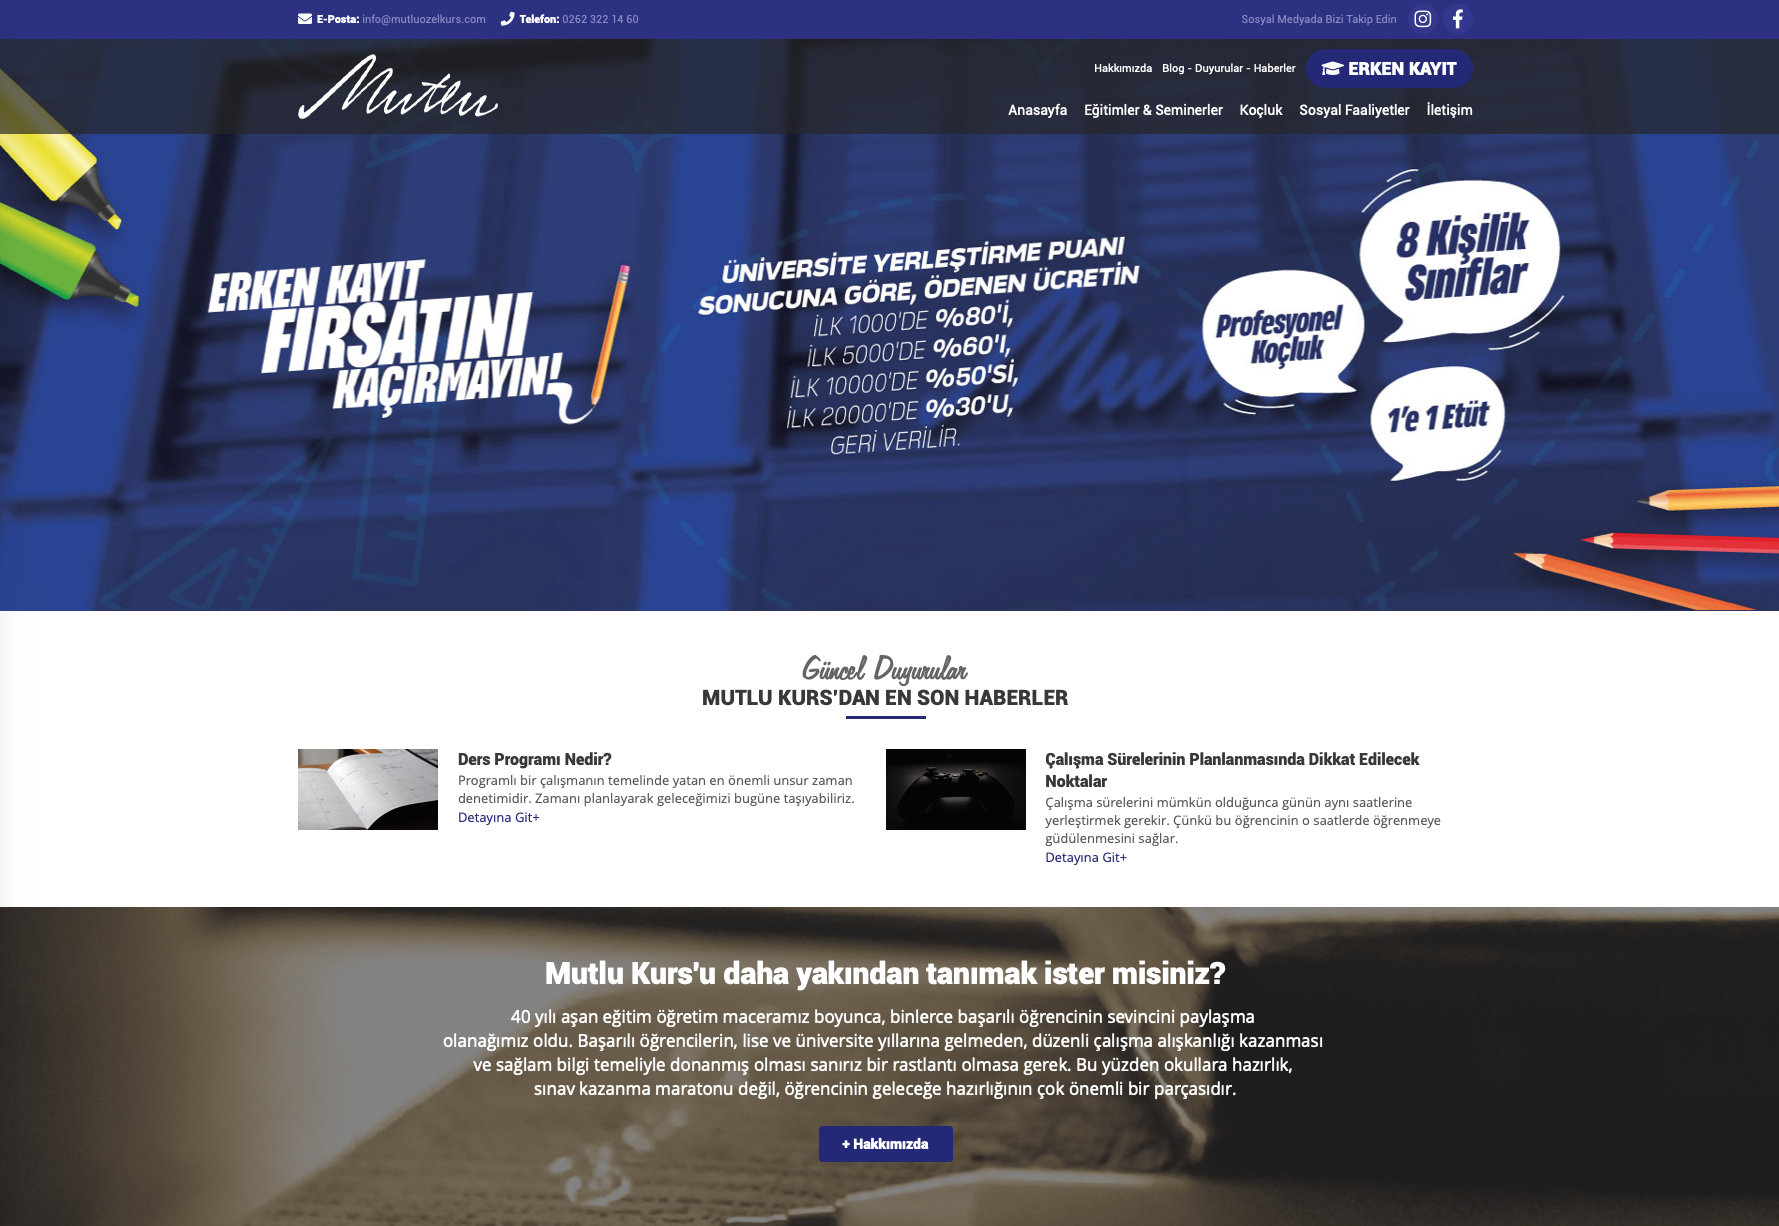 E-Posta: info@mutluozelkurs.com Telefon: 0262 322 14 60
Sosyal Medyada Bizi Takip Edin
Mutlu
Hakkımızda Blog - Duyurular - Haberler ERKEN KAYIT
Anasayfa Eğitimler & Seminerler Koçluk Sosyal Faaliyetler İletişim
ERKEN KAYIT
FIRSATINI
KAÇIRMAYIN!
ÜNİVERSİTE YERLEŞTİRME PUANI
SONUCUNA GÖRE, ÖDENEN ÜCRETİN
İLK 1000'DE %80'İ,
İLK 5000'DE %60'I,
İLK 10000'DE %50'Sİ,
İLK 20000'DE %30'U,
GERİ VERİLİR.
8 Kişilik
Sınıflar
Profesyonel
Koçluk
1'e 1 Etüt
Güncel Duyurular
MUTLU KURS'DAN EN SON HABERLER
Ders Programı Nedir?
Programlı bir çalışmanın temelinde yatan en önemli unsur zaman
denetimidir. Zamanı planlayarak geleceğimizi bugüne taşıyabiliriz.
Detayına Git+
Çalışma Sürelerinin Planlanmasında Dikkat Edilecek
Noktalar
Çalışma sürelerini mümkün olduğunca günün aynı saatlerine
yerleştirmek gerekir. Çünkü bu öğrencinin o saatlerde öğrenmeye
güdülenmesini sağlar.
Detayına Git+
Mutlu Kurs'u daha yakından tanımak ister misiniz?
40 yılı aşan eğitim öğretim maceramız boyunca, binlerce başarılı öğrencinin sevincini paylaşma
olanağımız oldu. Başarılı öğrencilerin, lise ve üniversite yıllarına gelmeden, düzenli çalışma alışkanlığı kazanması
ve sağlam bilgi temeliyle donanmış olması sanırız bir rastlantı olmasa gerek. Bu yüzden okullara hazırlık,
sınav kazanma maratonu değil, öğrencinin geleceğe hazırlığının çok önemli bir parçasıdır.
+ Hakkımızda